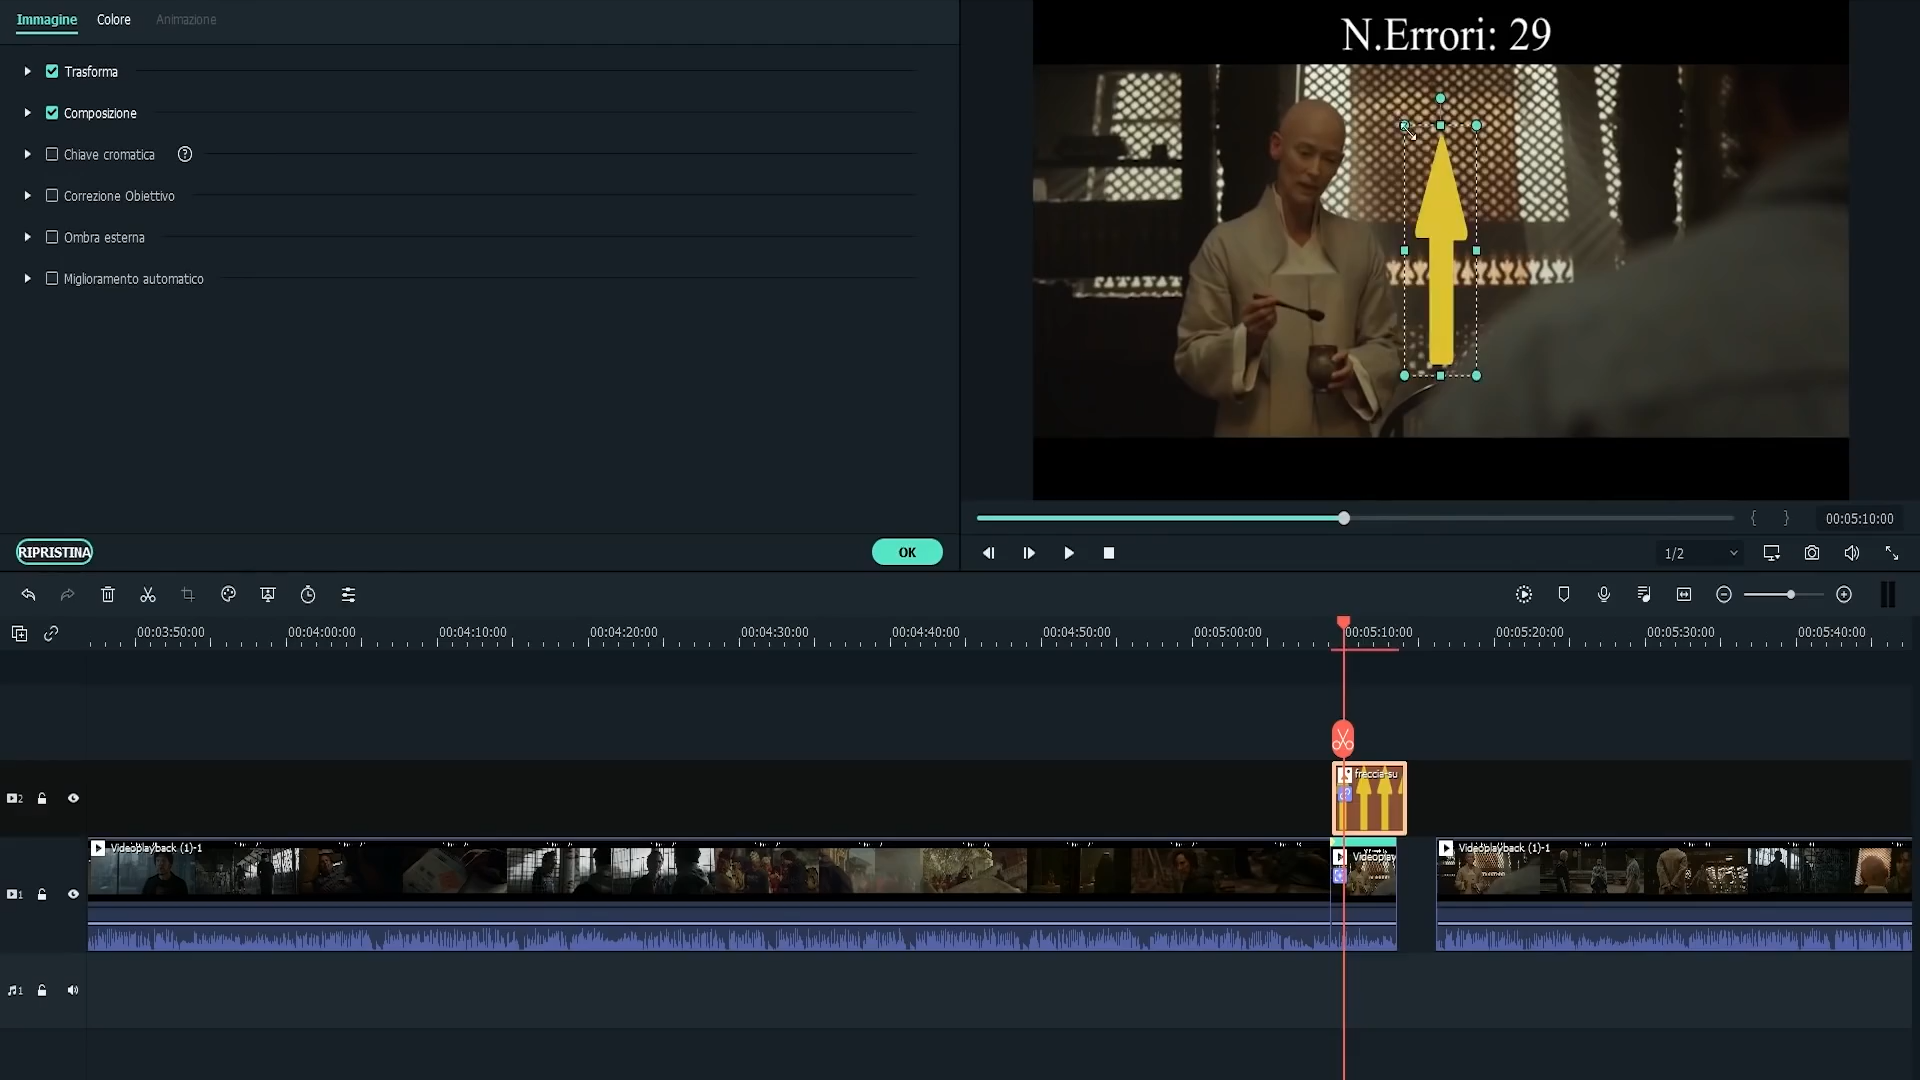 Immagine Colore Animazione
N.Errori: 29
Trasforma
Composizione
Chiave cromatica ?
Correzione Obiettivo
Ombra esterna
Miglioramento automatico
{ } 00:05:10:00
RIPRISTINA OK
1/2
00:03:50:00 00:04:00:00 00:04:10:00 00:04:20:00 00:04:30:00 00:04:40:00 00:04:50:00 00:05:00:00 00:05:10:00 00:05:20:00 00:05:30:00 00:05:40:00
freccia-su
2
Videoplayback (1)-1 Videoplay Videoplayback (1)-1
1
1